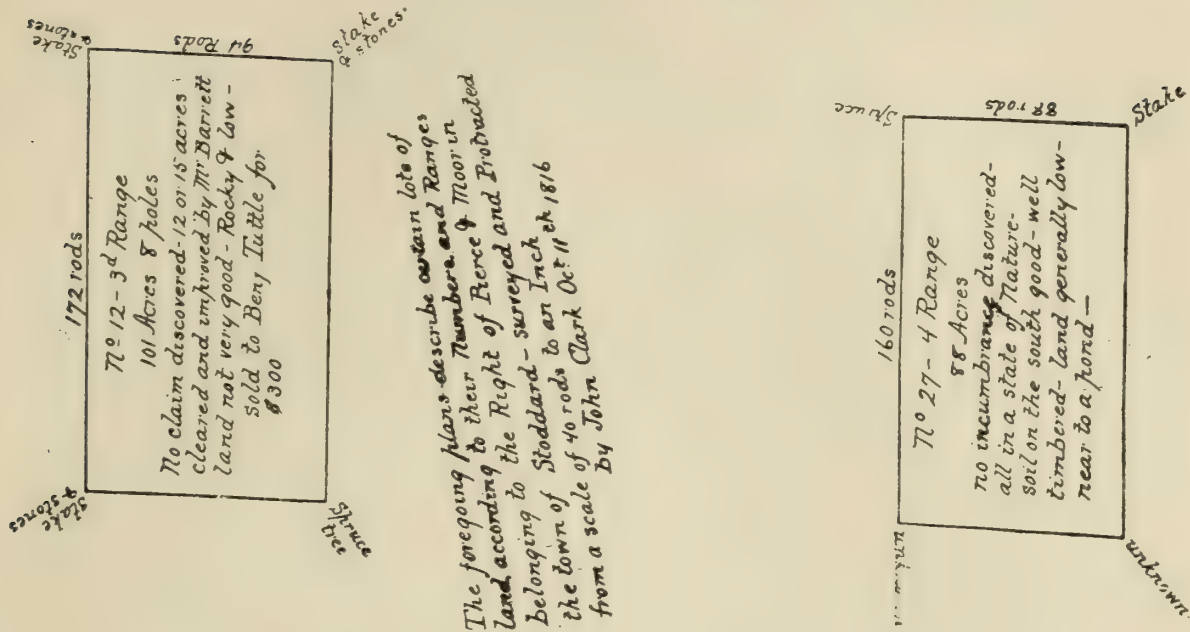 Stake
& stones
94 Rods
Stake
& stones.
172 rods
No 12 - 3d Range
101 Acres 8 poles
No claim discovered - 12 or 15 acres
cleared and improved by Mr Barrett
land not very good - Rocky & low -
sold to Benj Tuttle for
$300
Stake
& stones
Spruce
The foregoing plans describe certain lots of
land according to their Numbers and Ranges
belonging to the Right of Pierce & Moor in
the town of Stoddard - surveyed and Protracted
from a scale of 40 rods to an Inch
By John Clark Oct 11th 1816
Spruce
88 rods
Stake
160 rods
No 27 - 4 Range
88 Acres
no incumbrance discovered -
all in a state of Nature -
soil on the south good - well
timbered - land generally low -
near to a pond —
unknown